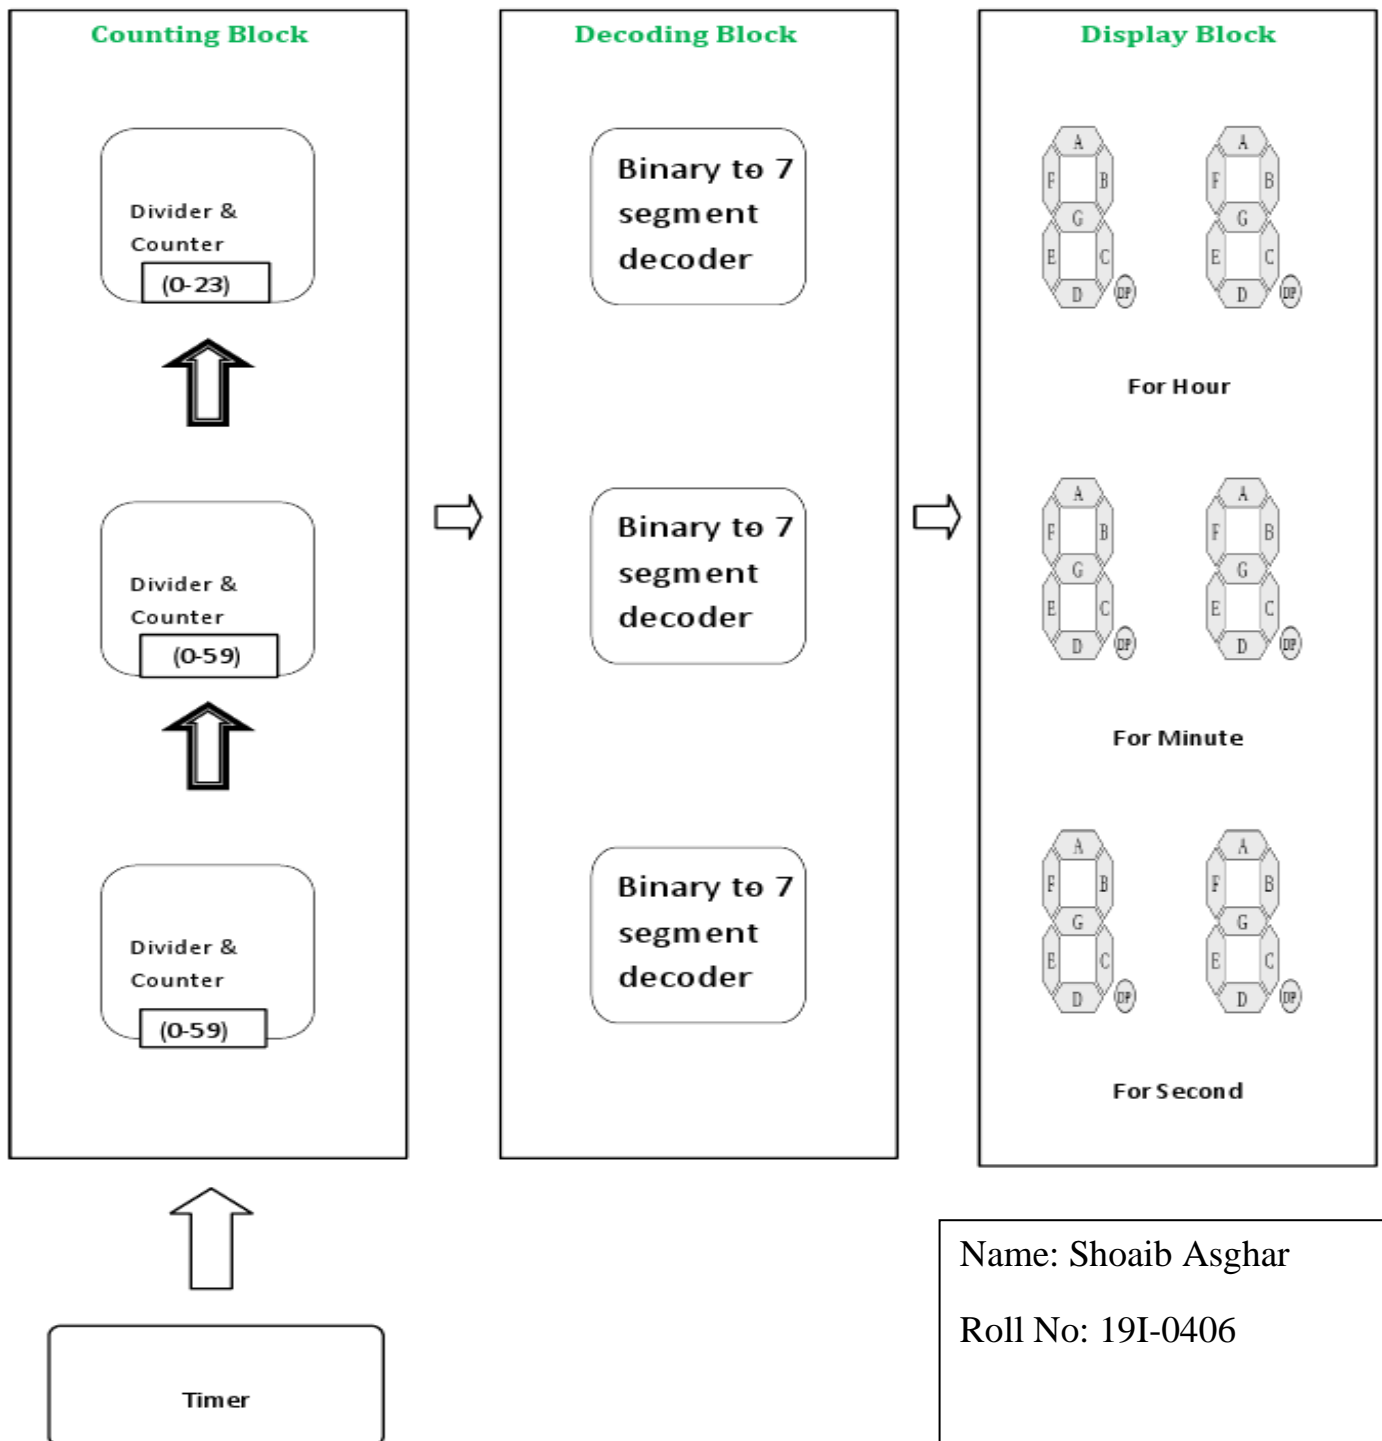 Counting Block
Divider &
Counter
(0-23)
Divider &
Counter
(0-59)
Divider &
Counter
(0-59)
Timer
Decoding Block
Binary to 7
segment
decoder
Binary to 7
segment
decoder
Binary to 7
segment
decoder
Display Block
A
F B
G
E C
D DP
A
F B
G
E C
D DP
For Hour
A
F B
G
E C
D DP
A
F B
G
E C
D DP
For Minute
A
F B
G
E C
D DP
A
F B
G
E C
D DP
For Second
Name: Shoaib Asghar
Roll No: 19I-0406